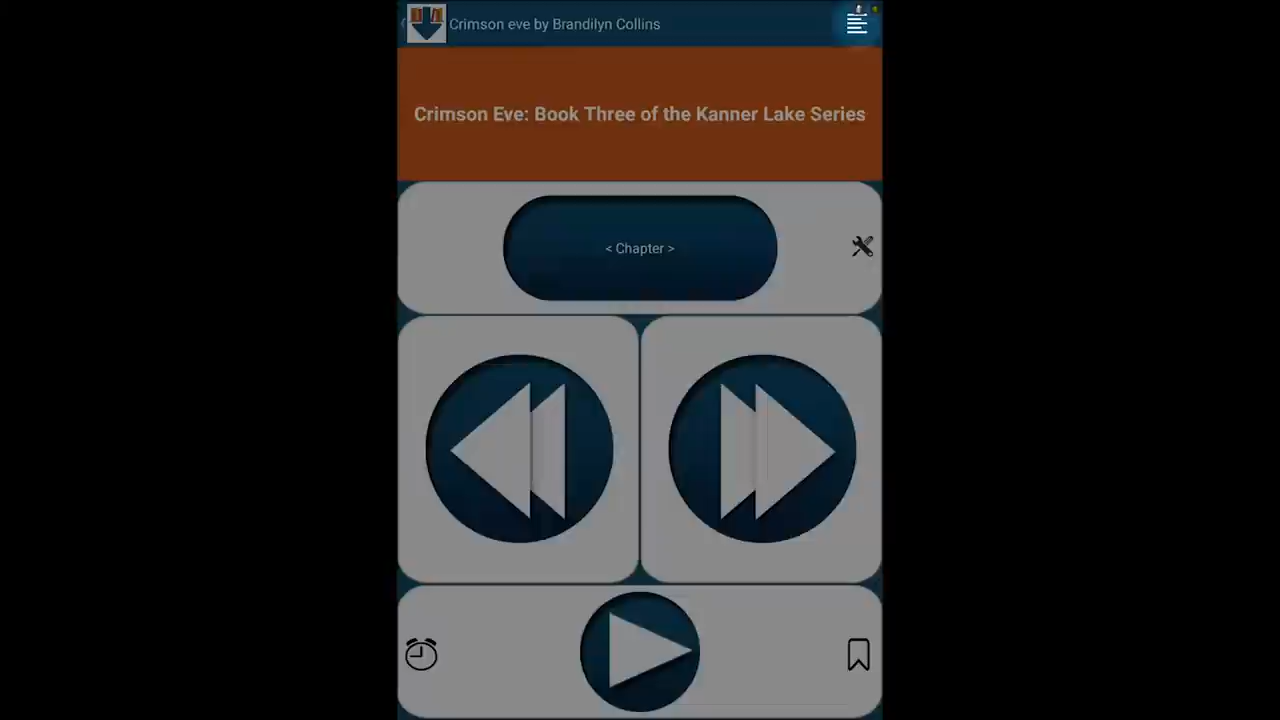 Crimson eve by Brandilyn Collins
Crimson Eve: Book Three of the Kanner Lake Series
< Chapter >